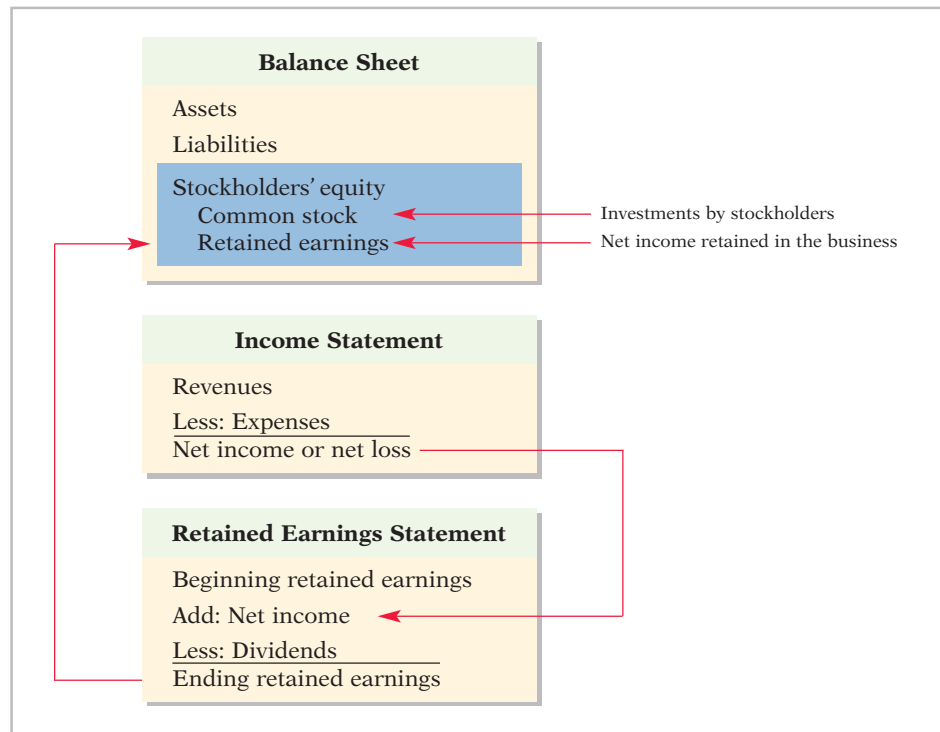 Balance Sheet
Assets
Liabilities
Stockholders’ equity
Common stock
Retained earnings
Investments by stockholders
Net income retained in the business
Income Statement
Revenues
Less: Expenses
Net income or net loss
Retained Earnings Statement
Beginning retained earnings
Add: Net income
Less: Dividends
Ending retained earnings